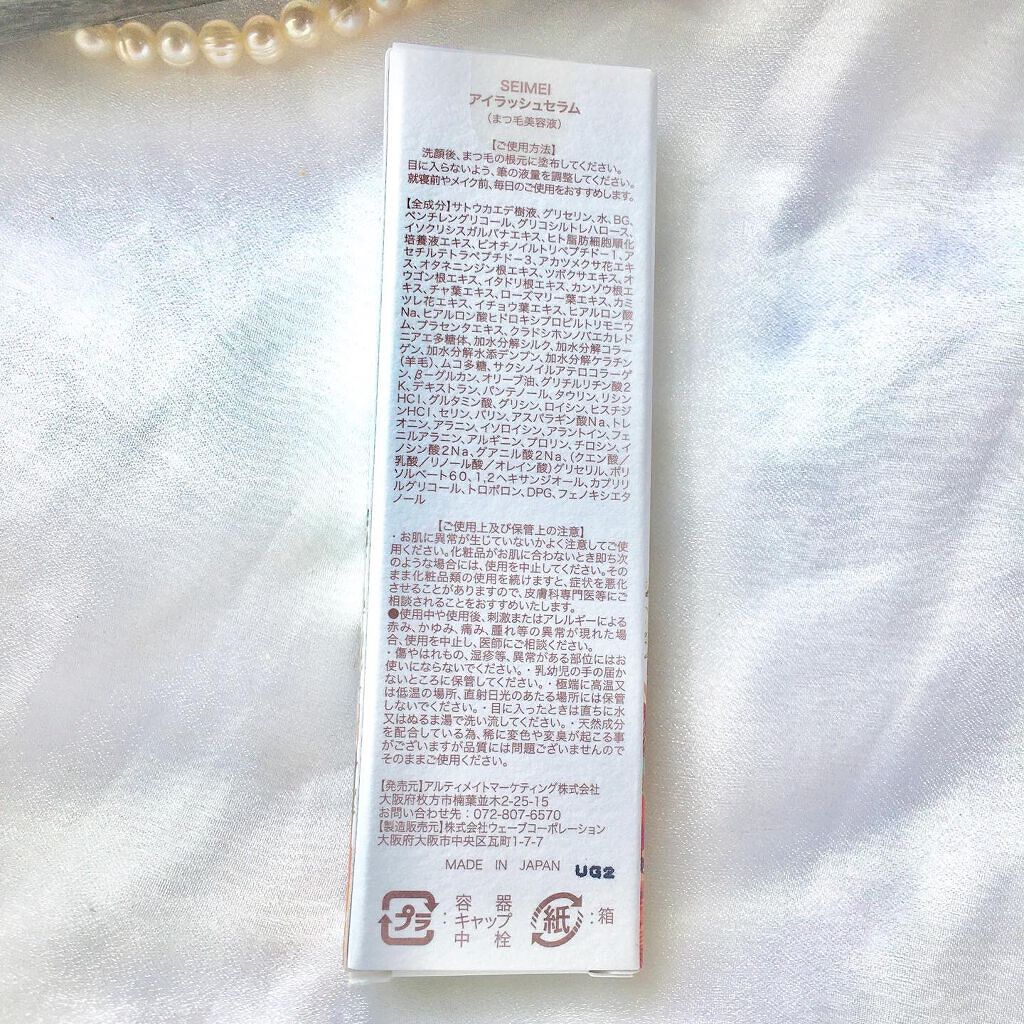 SEIMEI
アイラッシュセラム
（まつ毛美容液）
【ご使用方法】
洗顔後、まつ毛の根元に塗布してください。
目に入らないよう、筆の液量を調整してください。
就寝前やメイク前、毎日のご使用をおすすめします。
【全成分】サトウカエデ樹液、グリセリン、水、BG、
ペンチレングリコール、グリコシルトレハロース、
イソクリシスガルバナエキス、ヒト脂肪細胞順化
培養液エキス、ビオチノイルトリペプチド－1、ア
セチルテトラペプチド－3、アカツメクサ花エキ
ス、オタネニンジン根エキス、ツボクサエキス、オ
ウゴン根エキス、イタドリ根エキス、カンゾウ根エ
キス、チャ葉エキス、ローズマリー葉エキス、カミ
ツレ花エキス、イチョウ葉エキス、ヒアルロン酸
Na、ヒアルロン酸ヒドロキシプロピルトリモニウ
ム、プラセンタエキス、クラドシホンノバエカレド
ニアエ多糖体、加水分解シルク、加水分解コラー
ゲン、加水分解水添デンプン、加水分解ケラチン
（羊毛）、ムコ多糖、サクシノイルアテロコラーゲ
ン、β－グルカン、オリーブ油、グリチルリチン酸2
K、デキストラン、パンテノール、タウリン、リシン
HCl、グルタミン酸、グリシン、ロイシン、ヒスチジ
ンHCl、セリン、バリン、アスパラギン酸Na、トレ
オニン、アラニン、イソロイシン、アラントイン、フェ
ニルアラニン、アルギニン、プロリン、チロシン、イ
ノシン酸2Na、グアニル酸2Na、（クエン酸／
乳酸／リノール酸／オレイン酸）グリセリル、ポリ
ソルベート60、1,2ヘキサンジオール、カプリリ
ルグリコール、トロポロン、DPG、フェノキシエタ
ノール
【ご使用上及び保管上の注意】
・お肌に異常が生じていないかよく注意してご使
用ください。化粧品がお肌に合わないとき即ち次
のような場合には、使用を中止してください。その
まま化粧品類の使用を続けますと、症状を悪化
させることがありますので、皮膚科専門医等にご
相談されることをおすすめいたします。
●使用中や使用後、刺激またはアレルギーによる
赤み、かゆみ、痛み、腫れ等の異常が現れた場
合、使用を中止し、医師にご相談ください。
・傷やはれもの、湿疹等、異常がある部位にはお
使いにならないでください。・乳幼児の手の届か
ないところに保管してください。・極端に高温又
は低温の場所、直射日光のあたる場所には保管
しないでください。・目に入ったときは直ちに水
又はぬるま湯で洗い流してください。・天然成分
を配合している為、稀に変色や変臭が起こる事
がございますが品質には問題ございませんので
そのままご使用ください。
【発売元】アルティメイトマーケティング株式会社
大阪府枚方市楠葉並木2-25-15
お問い合わせ先：072-807-6570
【製造販売元】株式会社ウェーブコーポレーション
大阪府大阪市中央区瓦町1-7-7
MADE IN JAPAN UG2
プラ：容器
キャップ
中栓
紙：箱